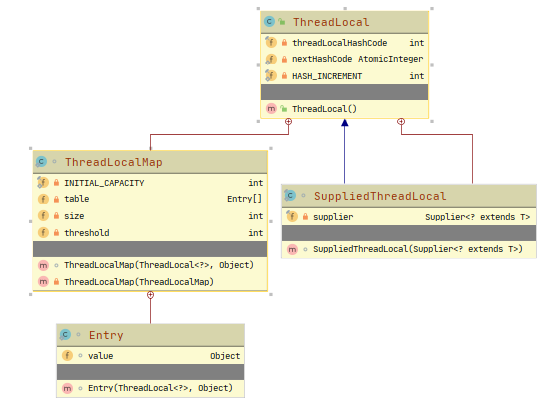 ThreadLocal
threadLocalHashCode int
nextHashCode AtomicInteger
HASH_INCREMENT int
ThreadLocal()
ThreadLocalMap
INITIAL_CAPACITY int
table Entry[]
size int
threshold int
ThreadLocalMap(ThreadLocal<?>, Object)
ThreadLocalMap(ThreadLocalMap)
SuppliedThreadLocal
supplier Supplier<? extends T>
SuppliedThreadLocal(Supplier<? extends T>)
Entry
value Object
Entry(ThreadLocal<?>, Object)